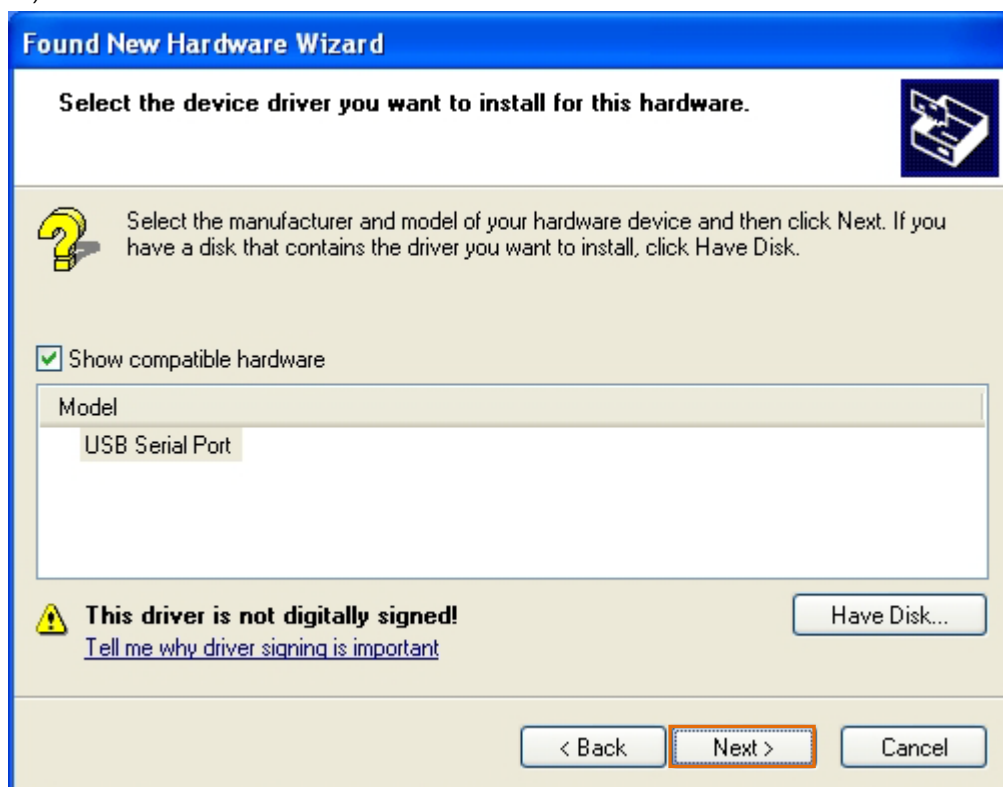 Found New Hardware Wizard
Select the device driver you want to install for this hardware.
Select the manufacturer and model of your hardware device and then click Next. If you
have a disk that contains the driver you want to install, click Have Disk.
Show compatible hardware
Model
USB Serial Port
This driver is not digitally signed!
Have Disk...
Tell me why driver signing is important
< Back
Next >
Cancel